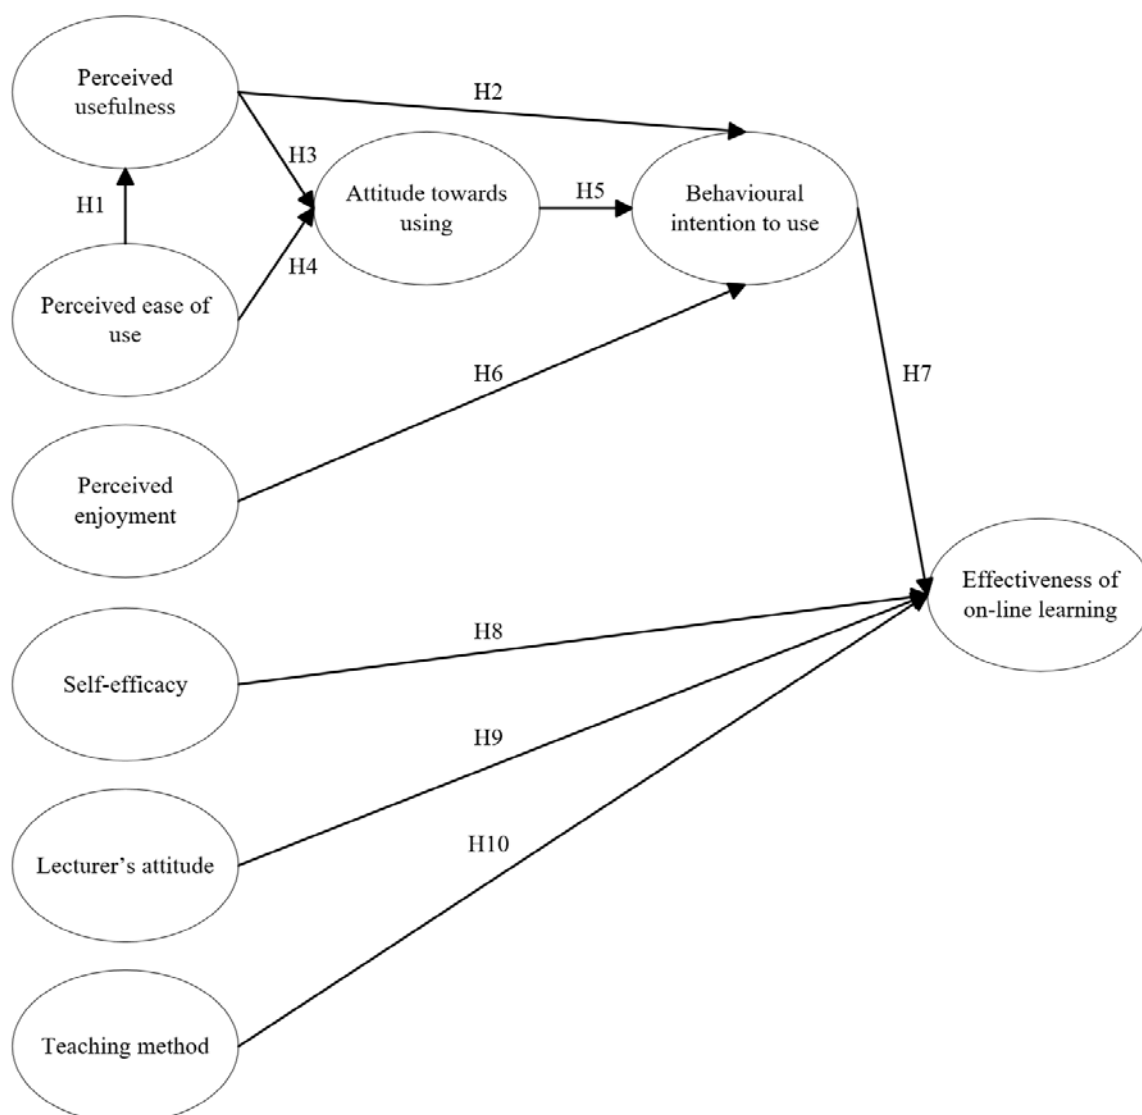 Perceived
usefulness
H2
H3
H1
Attitude towards
using
H5
Behavioural
intention to use
H4
Perceived ease of
use
H6
H7
Perceived
enjoyment
Effectiveness of
on-line learning
H8
Self-efficacy
H9
Lecturer’s attitude
H10
Teaching method